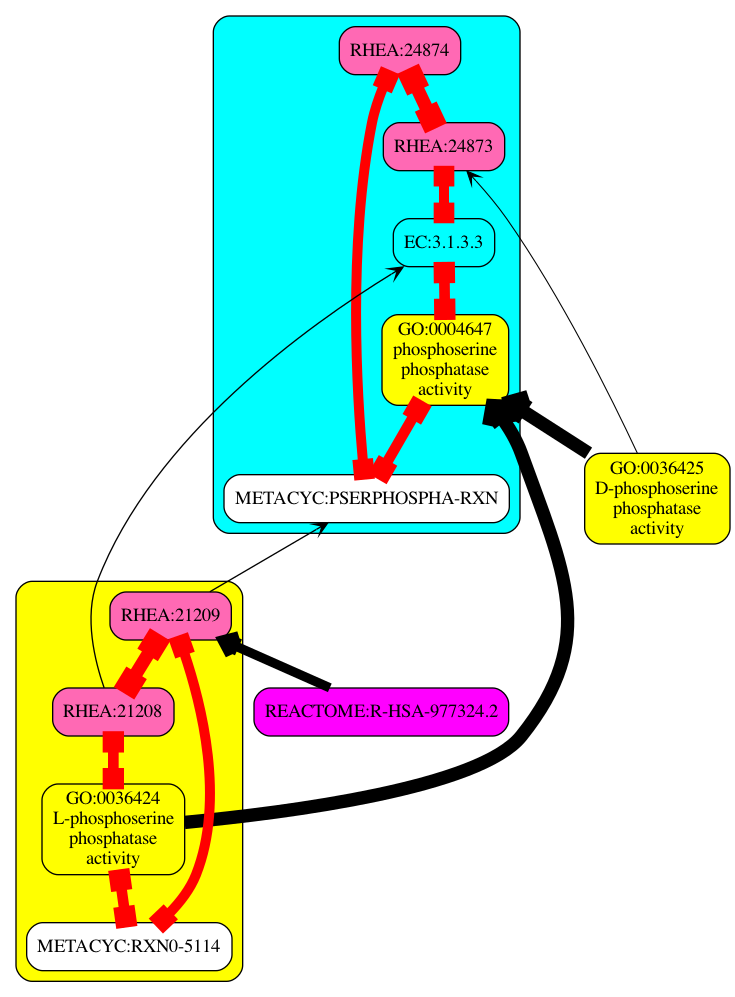 RHEA:24874
RHEA:24873
EC:3.1.3.3
GO:0004647
phosphoserine
phosphatase
activity
GO:0036425
D-phosphoserine
phosphatase
activity
METACYC:PSERPHOSPHA-RXN
RHEA:21209
RHEA:21208
REACTOME:R-HSA-977324.2
GO:0036424
L-phosphoserine
phosphatase
activity
METACYC:RXN0-5114